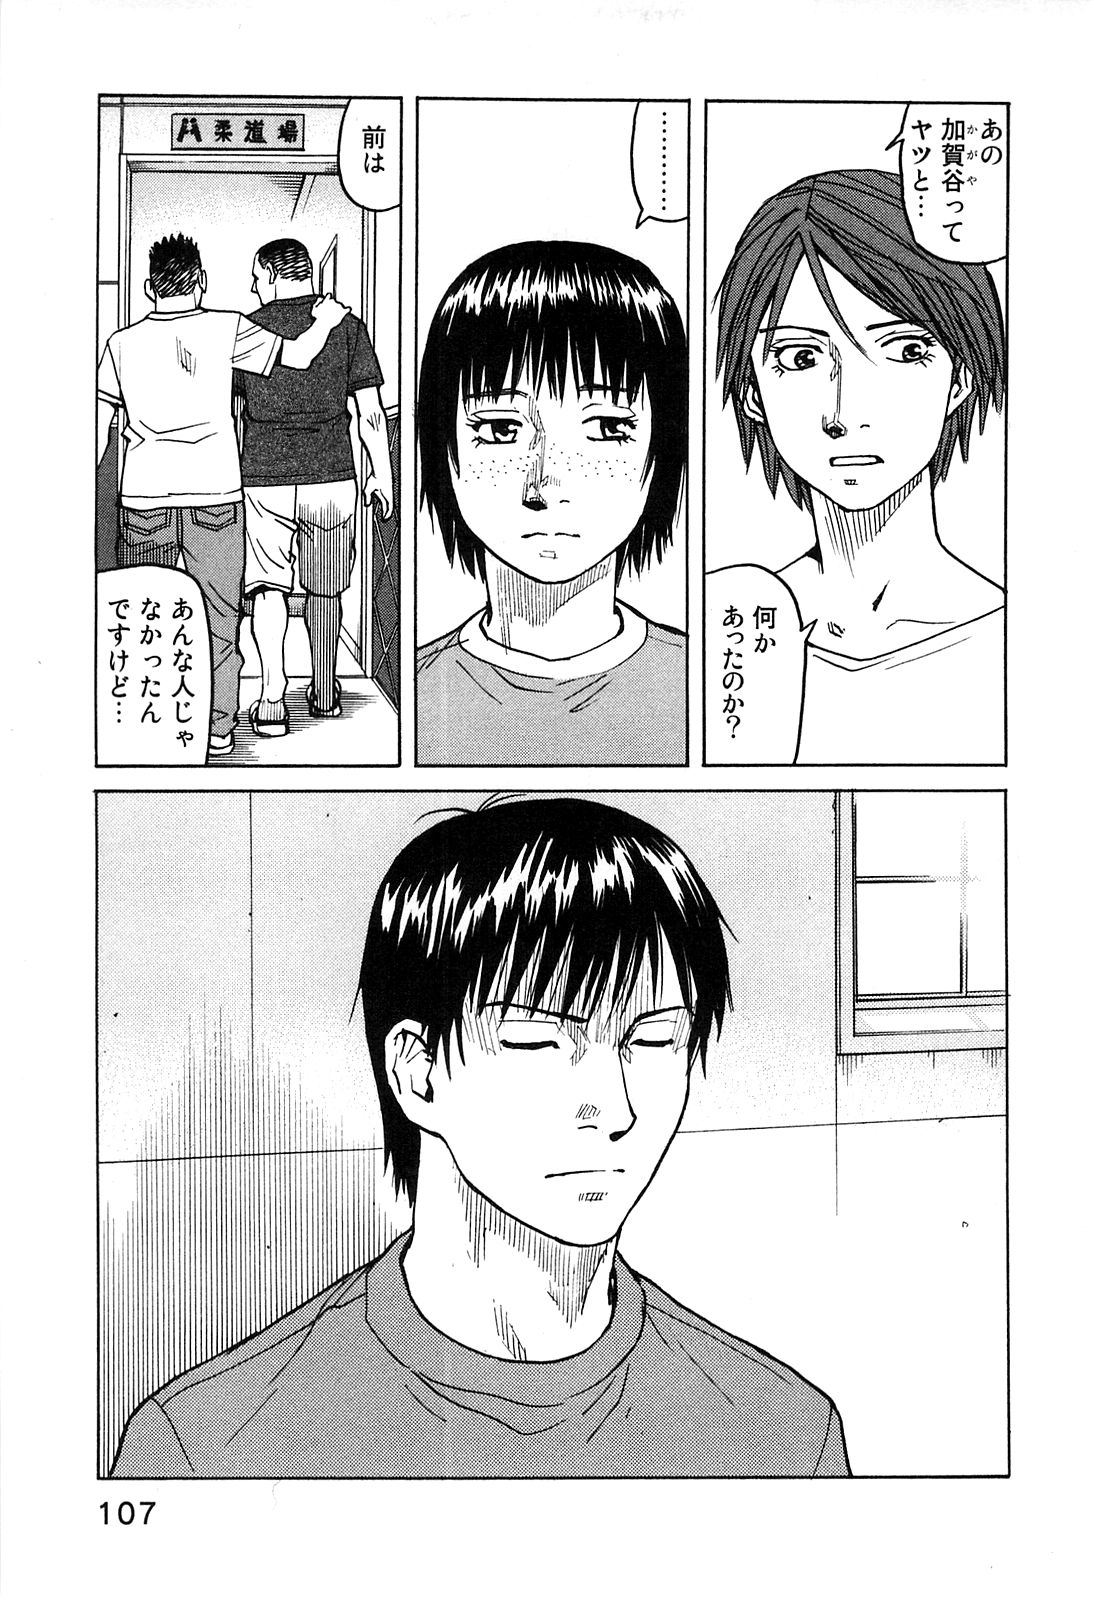 あの
加賀谷って
かがや
ヤツと…
何か
あったのか?
…………
柔道場
前は
あんな人じゃ
なかったん
ですけど…
107